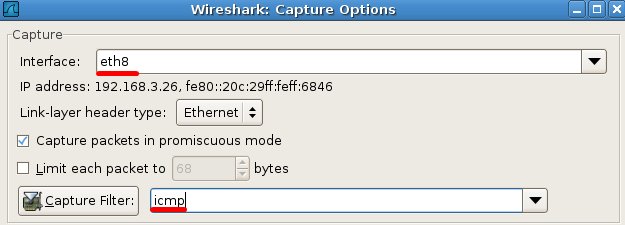 Wireshark: Capture Options
Capture
Interface: eth8
IP address: 192.168.3.26, fe80::20c:29ff:feff:6846
Link-layer header type: Ethernet
Capture packets in promiscuous mode
Limit each packet to 68 bytes
Capture Filter: icmp